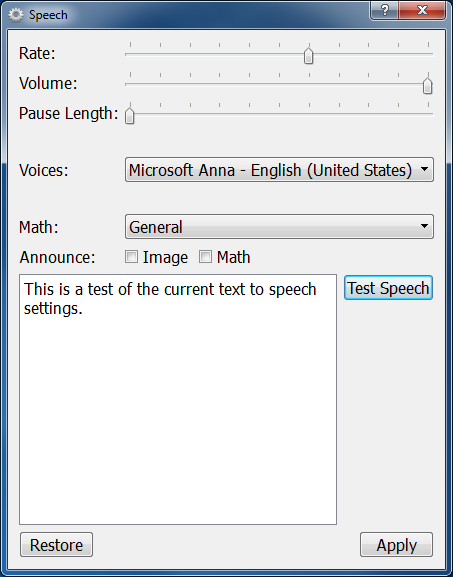 Speech
Rate:
Volume:
Pause Length:
Voices: Microsoft Anna - English (United States)
Math: General
Announce: Image Math
This is a test of the current text to speech
settings.
Test Speech
Restore Apply